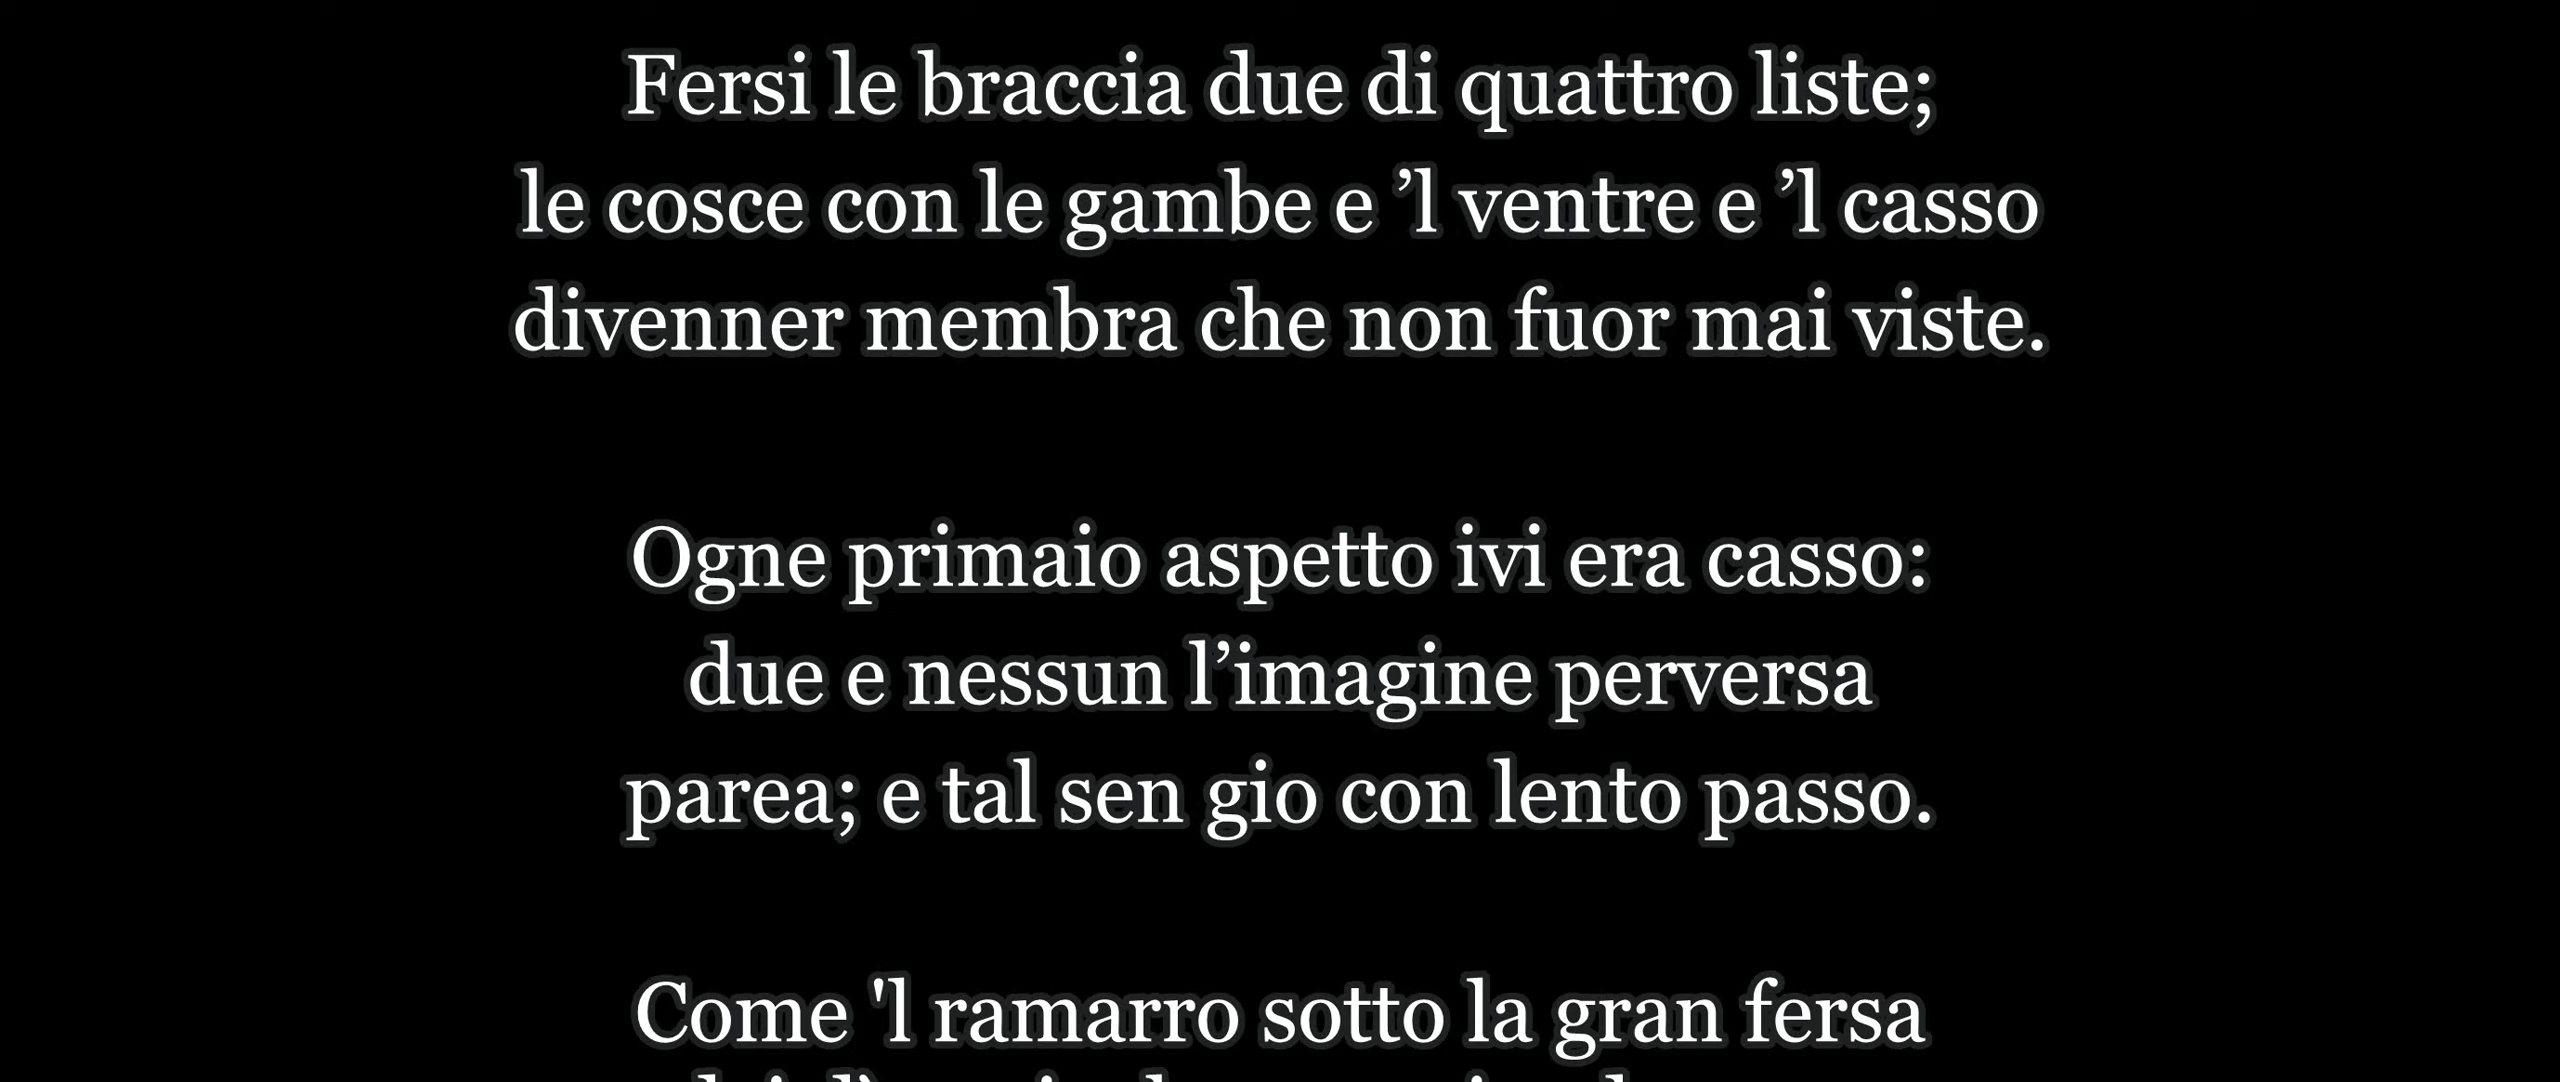 Fersi le braccia due di quattro liste;
le cosce con le gambe e ’l ventre e ’l casso
divenner membra che non fuor mai viste.
Ogne primaio aspetto ivi era casso:
due e nessun l’imagine perversa
parea; e tal sen gio con lento passo.
Come 'l ramarro sotto la gran fersa